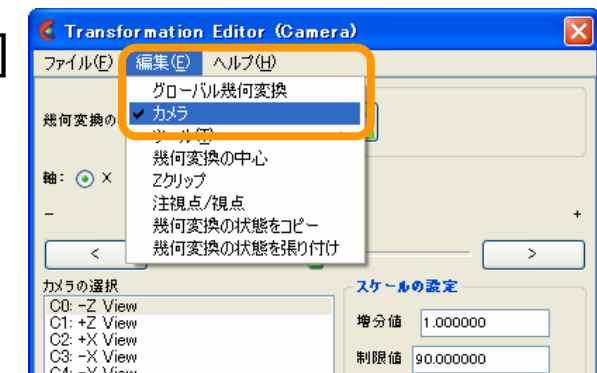 Transformation Editor (Camera)
ファイル(F) 編集(E) ヘルプ(H)
グローバル幾何変換
✔ カメラ
ツール(T)
幾何変換の中心
Zクリップ
注視点/視点
幾何変換の状態をコピー
幾何変換の状態を張り付け
幾何変換の
軸: X
- +
< >
カメラの選択
C0: -Z View
C1: +Z View
C2: +X View
C3: -X View
C4: -Y View
スケールの設定
増分値 1.000000
制限値 90.000000